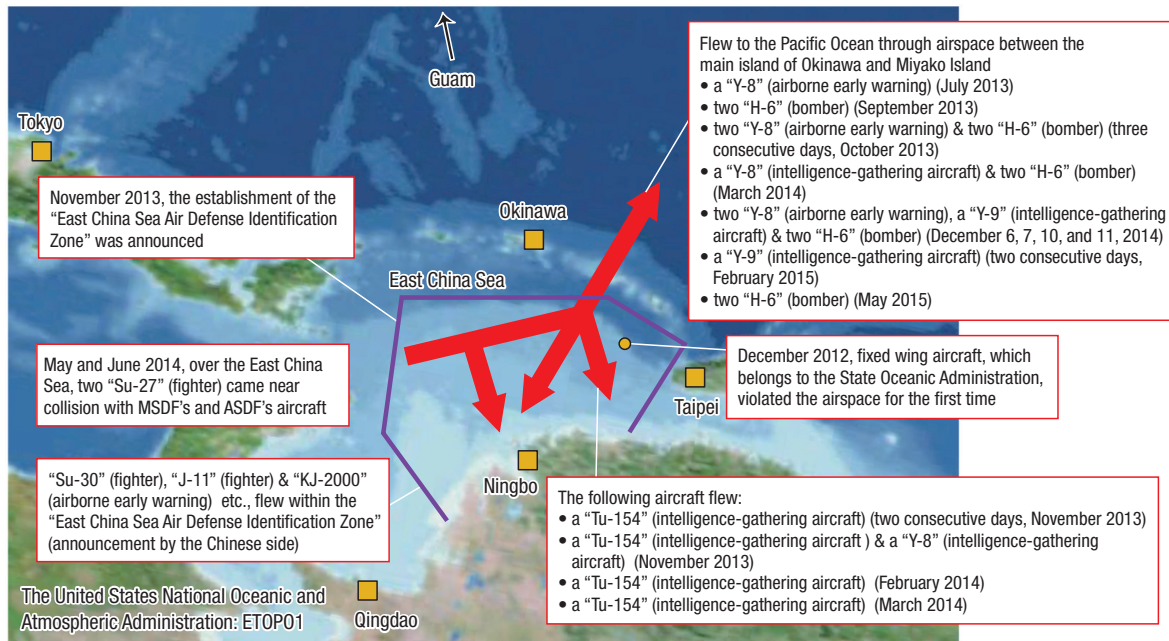 Flew to the Pacific Ocean through airspace between the
main island of Okinawa and Miyako Island
• a “Y-8” (airborne early warning) (July 2013)
• two “H-6” (bomber) (September 2013)
• two “Y-8” (airborne early warning) & two “H-6” (bomber) (three
consecutive days, October 2013)
• a “Y-8” (intelligence-gathering aircraft) & two “H-6” (bomber)
(March 2014)
• two “Y-8” (airborne early warning), a “Y-9” (intelligence-gathering
aircraft) & two “H-6” (bomber) (December 6, 7, 10, and 11, 2014)
• a “Y-9” (intelligence-gathering aircraft) (two consecutive days,
February 2015)
• two “H-6” (bomber) (May 2015)
Guam
Tokyo
November 2013, the establishment of the
“East China Sea Air Defense Identification
Zone” was announced
Okinawa
East China Sea
May and June 2014, over the East China
Sea, two “Su-27” (fighter) came near
collision with MSDF’s and ASDF’s aircraft
December 2012, fixed wing aircraft, which
belongs to the State Oceanic Administration,
violated the airspace for the first time
Taipei
“Su-30” (fighter), “J-11” (fighter) & “KJ-2000”
(airborne early warning) etc., flew within the
“East China Sea Air Defense Identification Zone”
(announcement by the Chinese side)
Ningbo
The following aircraft flew:
• a “Tu-154” (intelligence-gathering aircraft) (two consecutive days, November 2013)
• a “Tu-154” (intelligence-gathering aircraft ) & a “Y-8” (intelligence-gathering
aircraft) (November 2013)
• a “Tu-154” (intelligence-gathering aircraft) (February 2014)
• a “Tu-154” (intelligence-gathering aircraft) (March 2014)
The United States National Oceanic and
Atmospheric Administration: ETOPO1
Qingdao